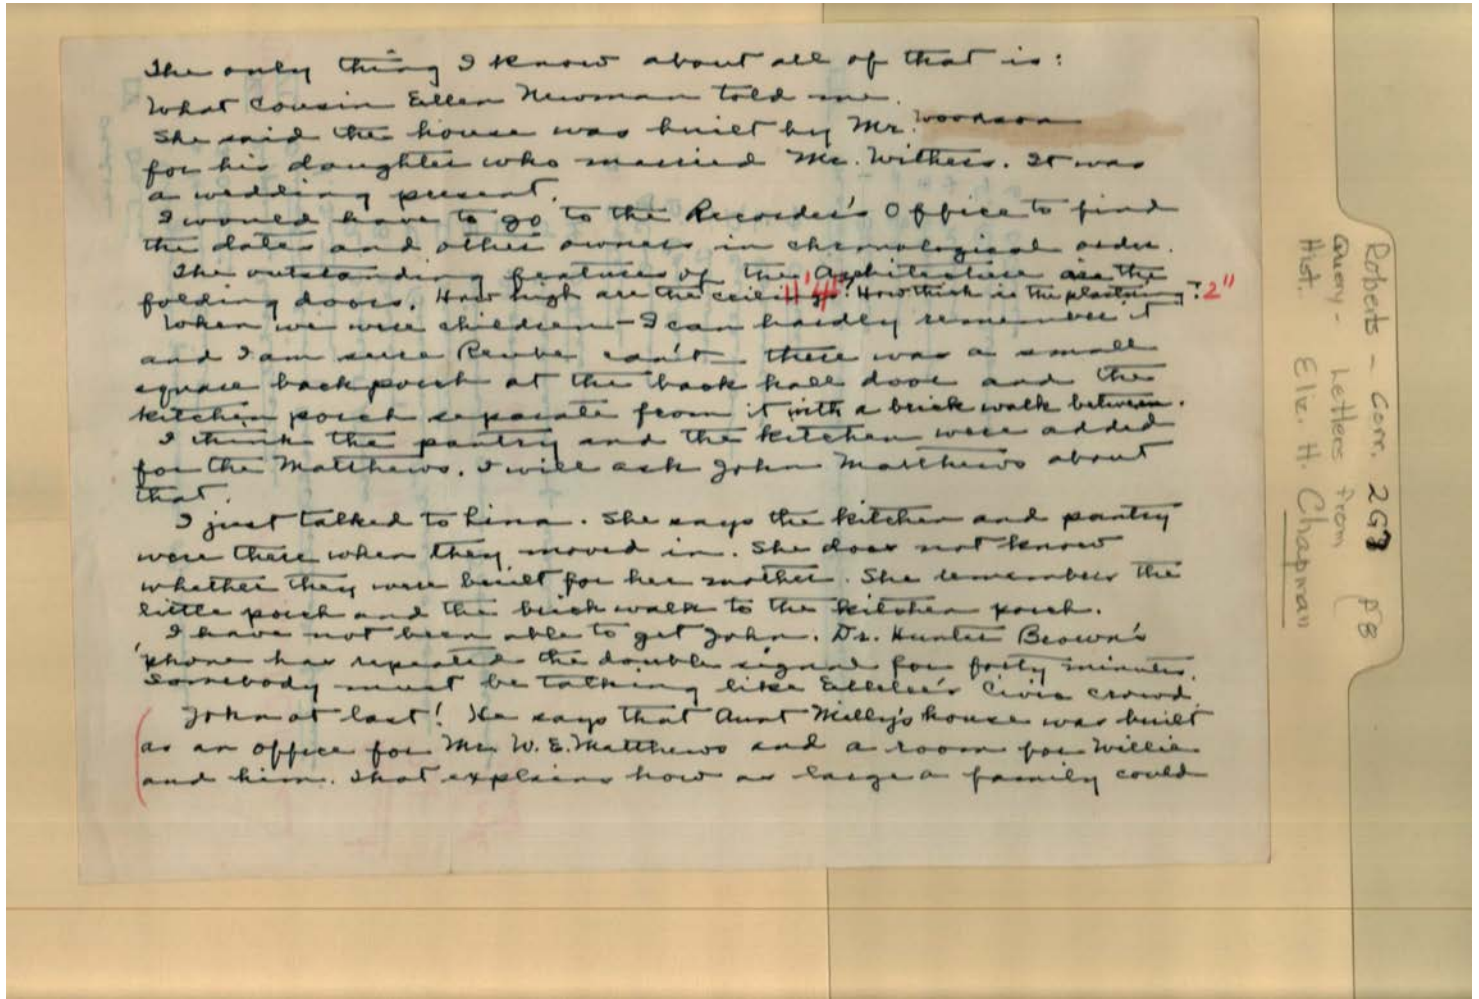 The only thing I know about all of that is:
What Cousin Ellen Newman told me.
She said the house was built by Mr. Woodson
for his daughter who married Mr. Withers. It was
a wedding present.
I would have to go to the Recorder's Office to find
the dates and other owners in chronological order.
The outstanding features of the Architecture are the
folding doors. How high are the ceilings? 11'4" How thick is the plastering? 2"
When we were children - I can hardly remember it
and I am sure Reuben can't - there was a small
square back porch at the back hall door and the
kitchen porch separate from it with a brick walk between.
I think the pantry and the kitchen were added
for the Matthews. I will ask John Matthews about
that.
I just talked to Lina. She says the kitchen and pantry
were there when they moved in. She does not know
whether they were built for her mother. She remembers the
little porch and the brick walk to the kitchen porch.
I have not been able to get John. Dr. Hunter Brown's
'phone has repeated the double signal for forty minutes.
Somebody must be talking like Ellelee's Civic crowd.
John at last! He says that Aunt Milly's house was built
as an office for Mr. W. E. Matthews and a room for Willie
and him. That explains how as large a family could
Roberts - Corr. 2G7 P78
Query - Letters from
Hist. Eliz. H. Chapman